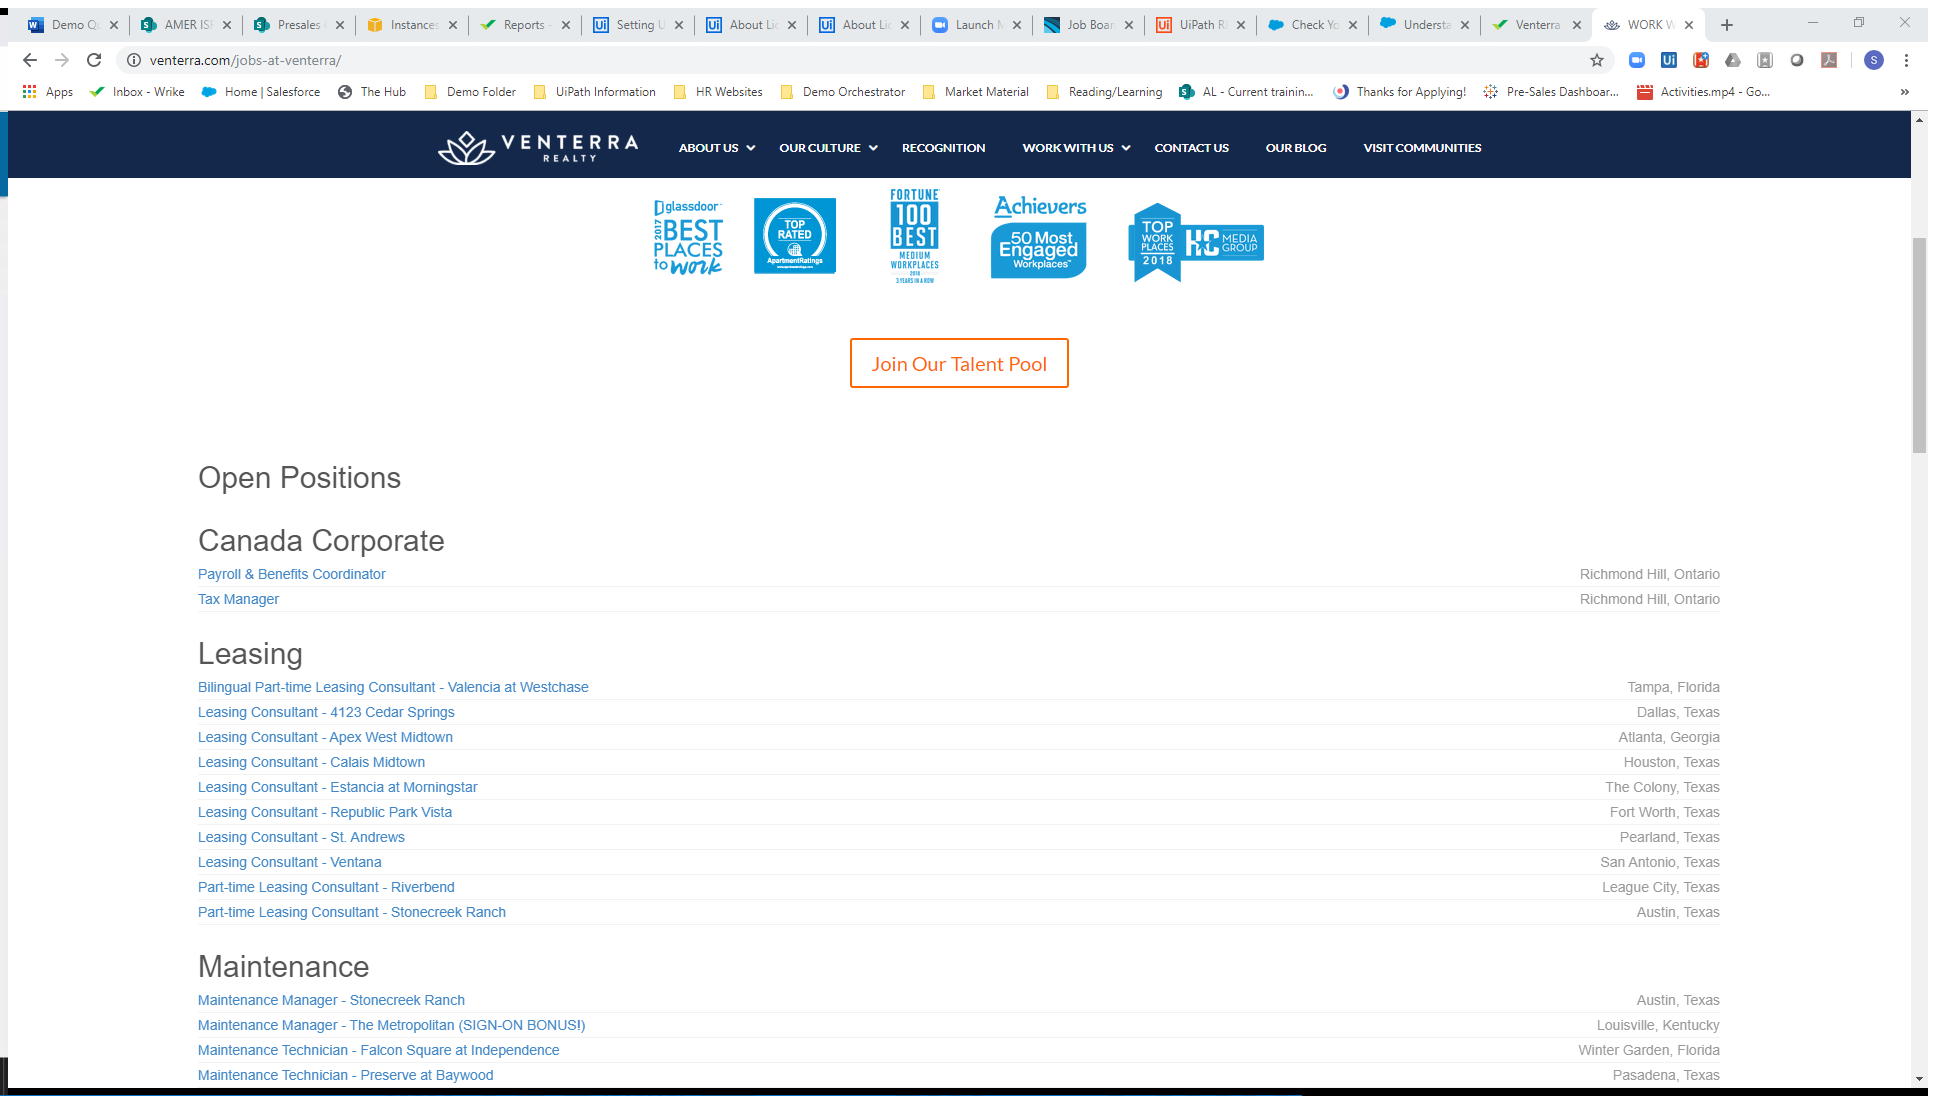 Demo Q
AMER ISR
Presales
Instances
Reports -
Setting U
About Lic
About Lic
Launch M
Job Boar
UiPath R
Check Yo
Understa
Venterra
WORK W
venterra.com/jobs-at-venterra/
S
Apps
Inbox - Wrike
Home | Salesforce
The Hub
Demo Folder
UiPath Information
HR Websites
Demo Orchestrator
Market Material
Reading/Learning
AL - Current trainin...
Thanks for Applying!
Pre-Sales Dashboar...
Activities.mp4 - Go...
VENTERRA
REALTY
ABOUT US
OUR CULTURE
RECOGNITION
WORK WITH US
CONTACT US
OUR BLOG
VISIT COMMUNITIES
glassdoor
2017 BEST
PLACES
to work
TOP
RATED
ApartmentRatings
FORTUNE
100
BEST
MEDIUM
WORKPLACES
2018
3 YEARS IN A ROW
Achievers
50 Most
Engaged
Workplaces™
TOP
WORK
PLACES
2018
HC MEDIA
GROUP
Join Our Talent Pool
Open Positions
Canada Corporate
Payroll & Benefits Coordinator Richmond Hill, Ontario
Tax Manager Richmond Hill, Ontario
Leasing
Bilingual Part-time Leasing Consultant - Valencia at Westchase Tampa, Florida
Leasing Consultant - 4123 Cedar Springs Dallas, Texas
Leasing Consultant - Apex West Midtown Atlanta, Georgia
Leasing Consultant - Calais Midtown Houston, Texas
Leasing Consultant - Estancia at Morningstar The Colony, Texas
Leasing Consultant - Republic Park Vista Fort Worth, Texas
Leasing Consultant - St. Andrews Pearland, Texas
Leasing Consultant - Ventana San Antonio, Texas
Part-time Leasing Consultant - Riverbend League City, Texas
Part-time Leasing Consultant - Stonecreek Ranch Austin, Texas
Maintenance
Maintenance Manager - Stonecreek Ranch Austin, Texas
Maintenance Manager - The Metropolitan (SIGN-ON BONUS!) Louisville, Kentucky
Maintenance Technician - Falcon Square at Independence Winter Garden, Florida
Maintenance Technician - Preserve at Baywood Pasadena, Texas